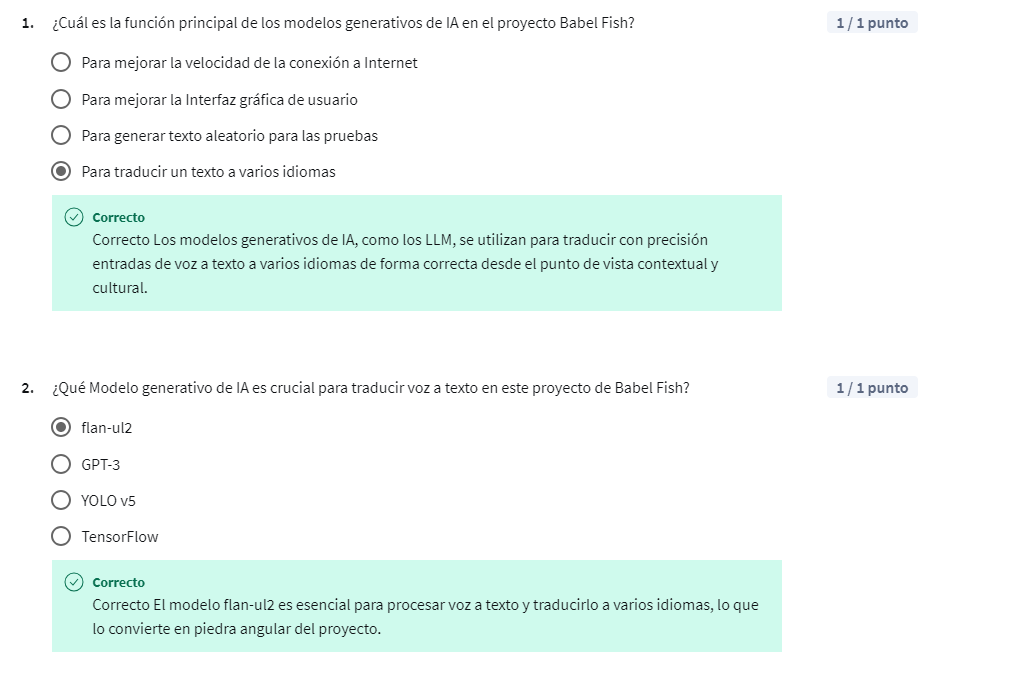 1. ¿Cuál es la función principal de los modelos generativos de IA en el proyecto Babel Fish? 1 / 1 punto
Para mejorar la velocidad de la conexión a Internet
Para mejorar la Interfaz gráfica de usuario
Para generar texto aleatorio para las pruebas
Para traducir un texto a varios idiomas
Correcto
Correcto Los modelos generativos de IA, como los LLM, se utilizan para traducir con precisión
entradas de voz a texto a varios idiomas de forma correcta desde el punto de vista contextual y
cultural.
2. ¿Qué Modelo generativo de IA es crucial para traducir voz a texto en este proyecto de Babel Fish? 1 / 1 punto
flan-ul2
GPT-3
YOLO v5
TensorFlow
Correcto
Correcto El modelo flan-ul2 es esencial para procesar voz a texto y traducirlo a varios idiomas, lo que
lo convierte en piedra angular del proyecto.